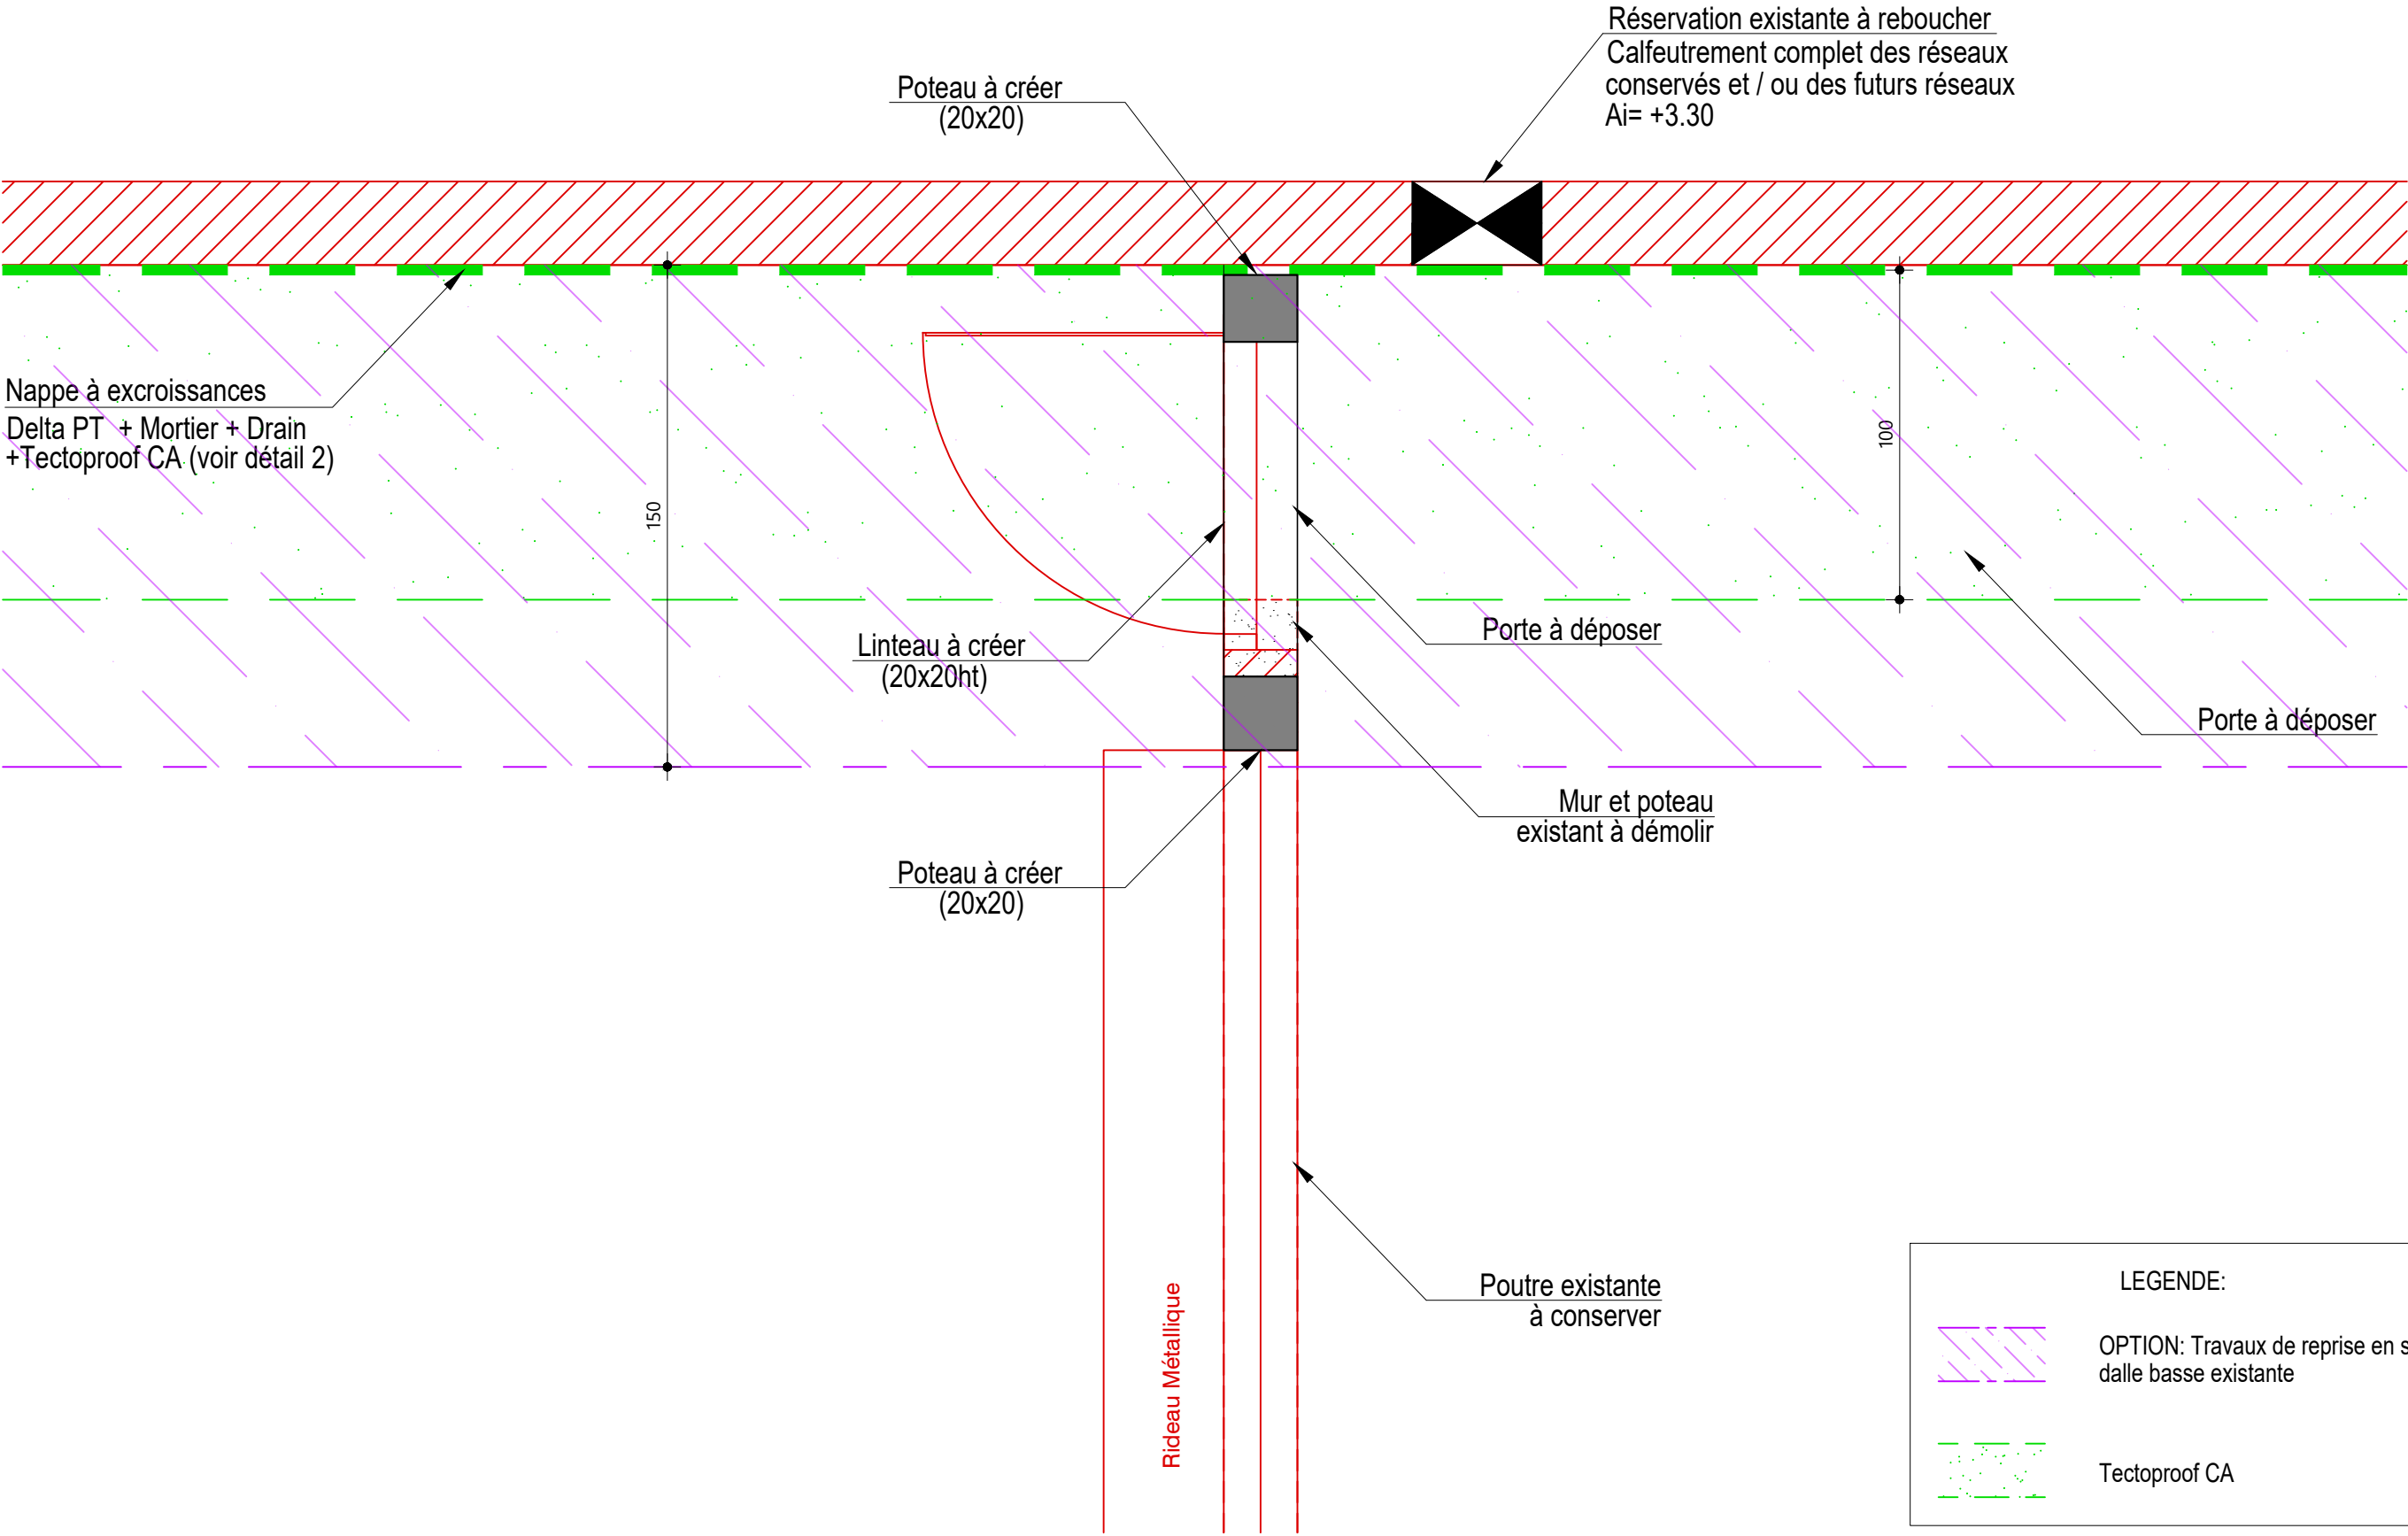 Réservation existante à reboucher
Calfeutrement complet des réseaux
conservés et / ou des futurs réseaux
Ai= +3.30
Poteau à créer
(20x20)
Nappe à excroissances
Delta PT + Mortier + Drain
+Tectoproof CA (voir détail 2)
150
100
Linteau à créer
(20x20ht)
Porte à déposer
Porte à déposer
Mur et poteau
existant à démolir
Poteau à créer
(20x20)
Poutre existante
à conserver
Rideau Métallique
LEGENDE:
OPTION: Travaux de reprise en s
dalle basse existante
Tectoproof CA